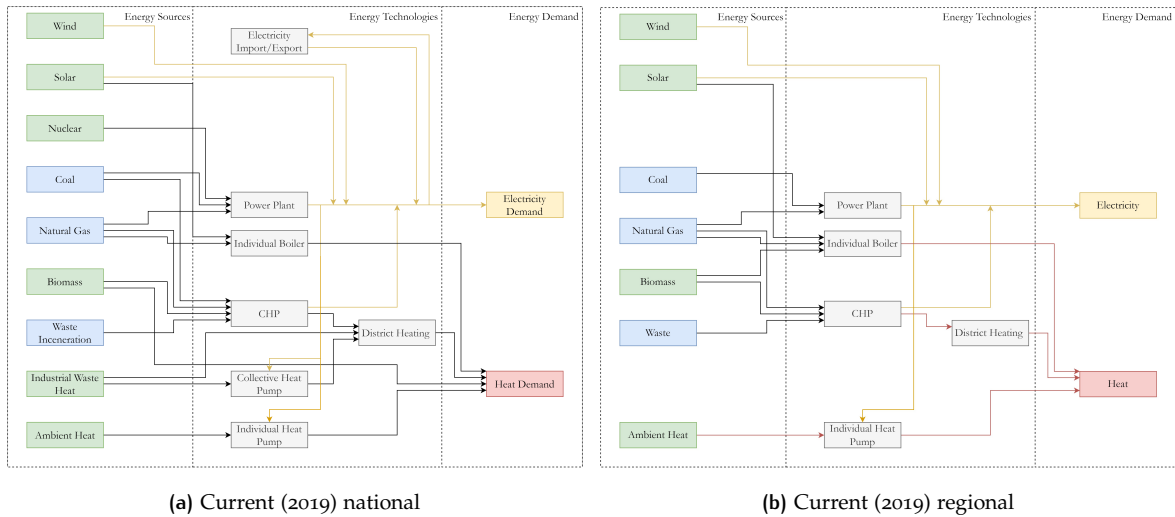 Energy Sources
Energy Technologies
Energy Demand
Wind
Electricity
Import/Export
Solar
Nuclear
Coal
Power Plant
Electricity
Demand
Natural Gas
Individual Boiler
Biomass
CHP
Waste
Inceneration
District Heating
Industrial Waste
Heat
Collective Heat
Pump
Heat Demand
Ambient Heat
Individual Heat
Pump
(a) Current (2019) national
Energy Sources
Energy Technologies
Energy Demand
Wind
Solar
Coal
Power Plant
Electricity
Natural Gas
Individual Boiler
Biomass
CHP
Waste
District Heating
Heat
Ambient Heat
Individual Heat
Pump
(b) Current (2019) regional